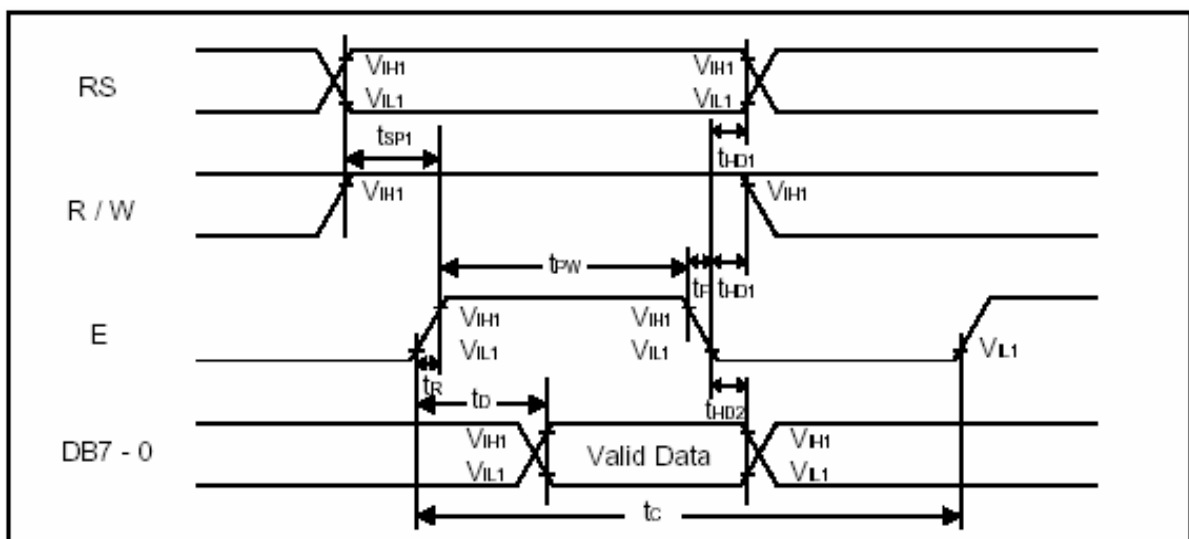 RS
VIH1 VIH1
VIL1 VIL1
tSP1 tHD1
R / W VIH1 VIH1
tPW tF tHD1
E VIH1 VIH1
VIL1 VIL1 VIL1
tR tD tHD2
DB7 - 0 VIH1 Valid Data VIH1
VIL1 VIL1
tC